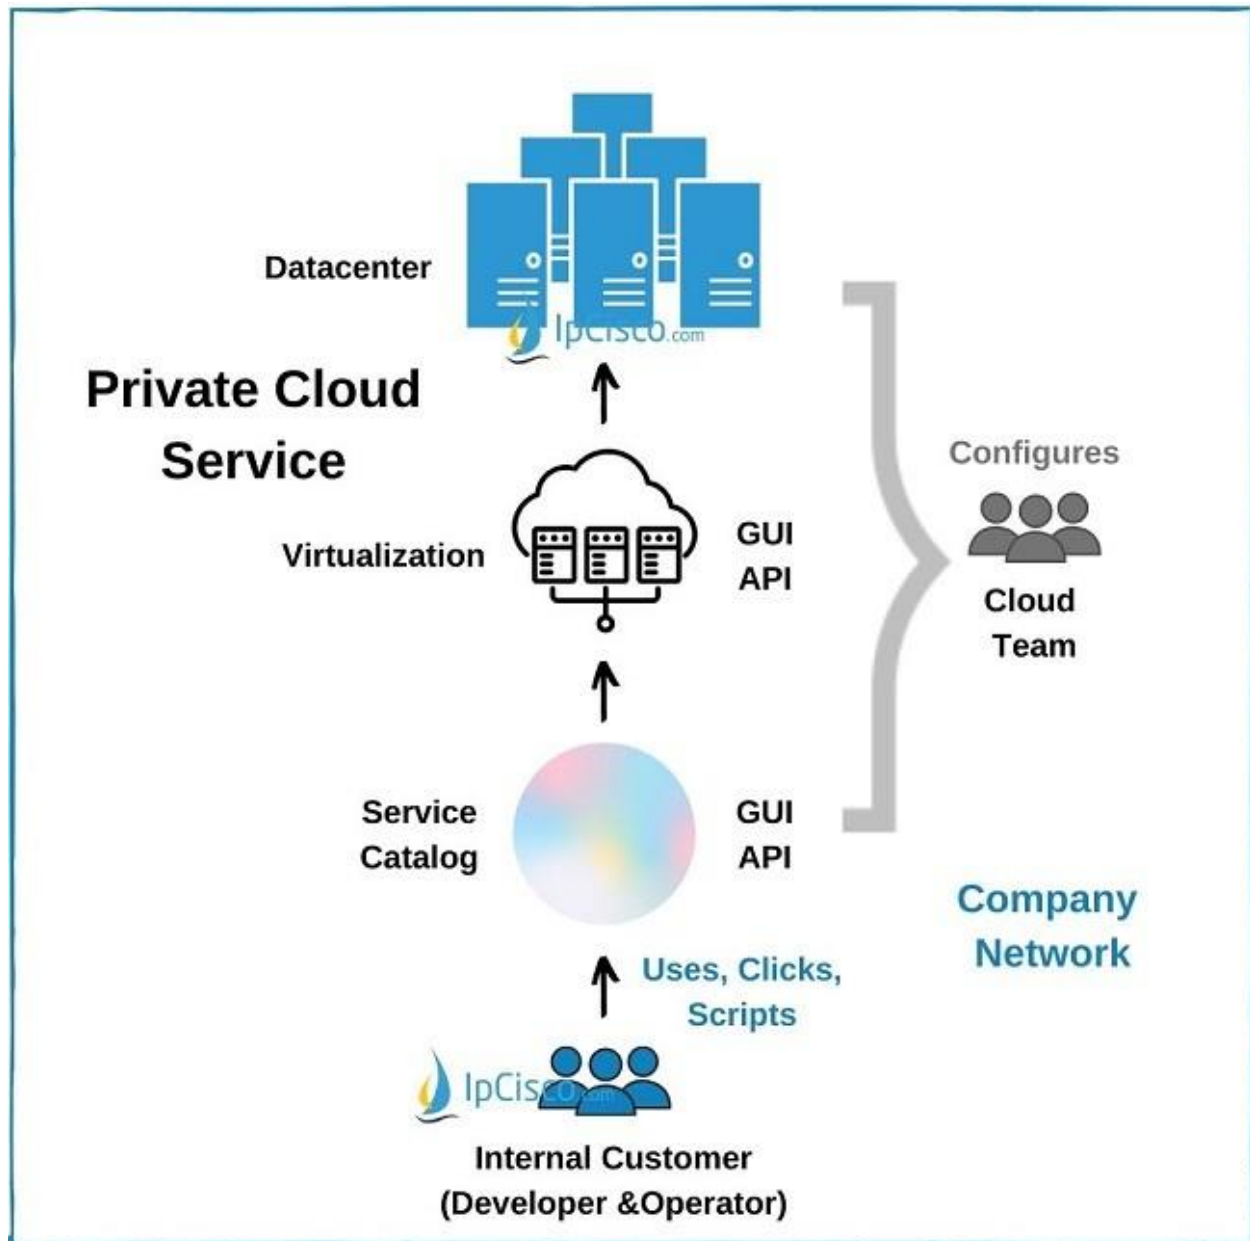 Datacenter
IpCisco.com
Private Cloud
Service
Configures
Virtualization
GUI
API
Cloud
Team
Service
Catalog
GUI
API
Company
Network
Uses, Clicks,
Scripts
IpCisco.com
Internal Customer
(Developer &Operator)